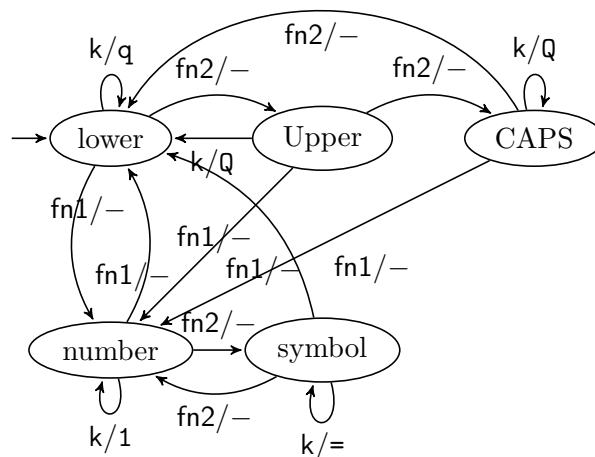 fn2/−
k/q
k/Q
fn2/−
fn2/−
lower
Upper
CAPS
k/Q
fn1/−
fn1/−
fn1/−
fn1/−
fn1/−
fn2/−
number
symbol
fn2/−
k/1
k/=